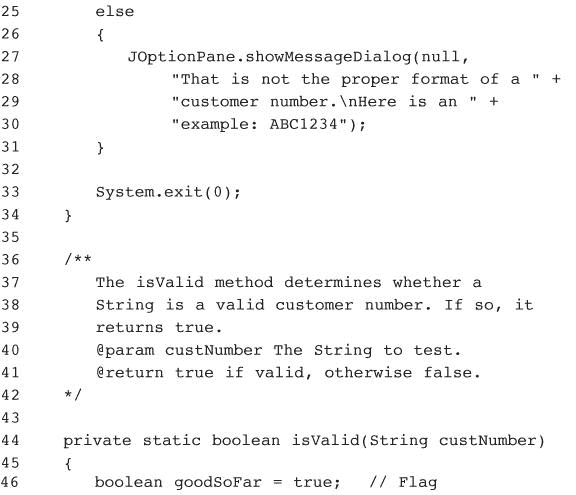 25 else
26 {
27 JOptionPane.showMessageDialog(null,
28 "That is not the proper format of a " +
29 "customer number.\nHere is an " +
30 "example: ABC1234");
31 }
32
33 System.exit(0);
34 }
35
36 /**
37 The isValid method determines whether a
38 String is a valid customer number. If so, it
39 returns true.
40 @param custNumber The String to test.
41 @return true if valid, otherwise false.
42 */
43
44 private static boolean isValid(String custNumber)
45 {
46 boolean goodSoFar = true; // Flag